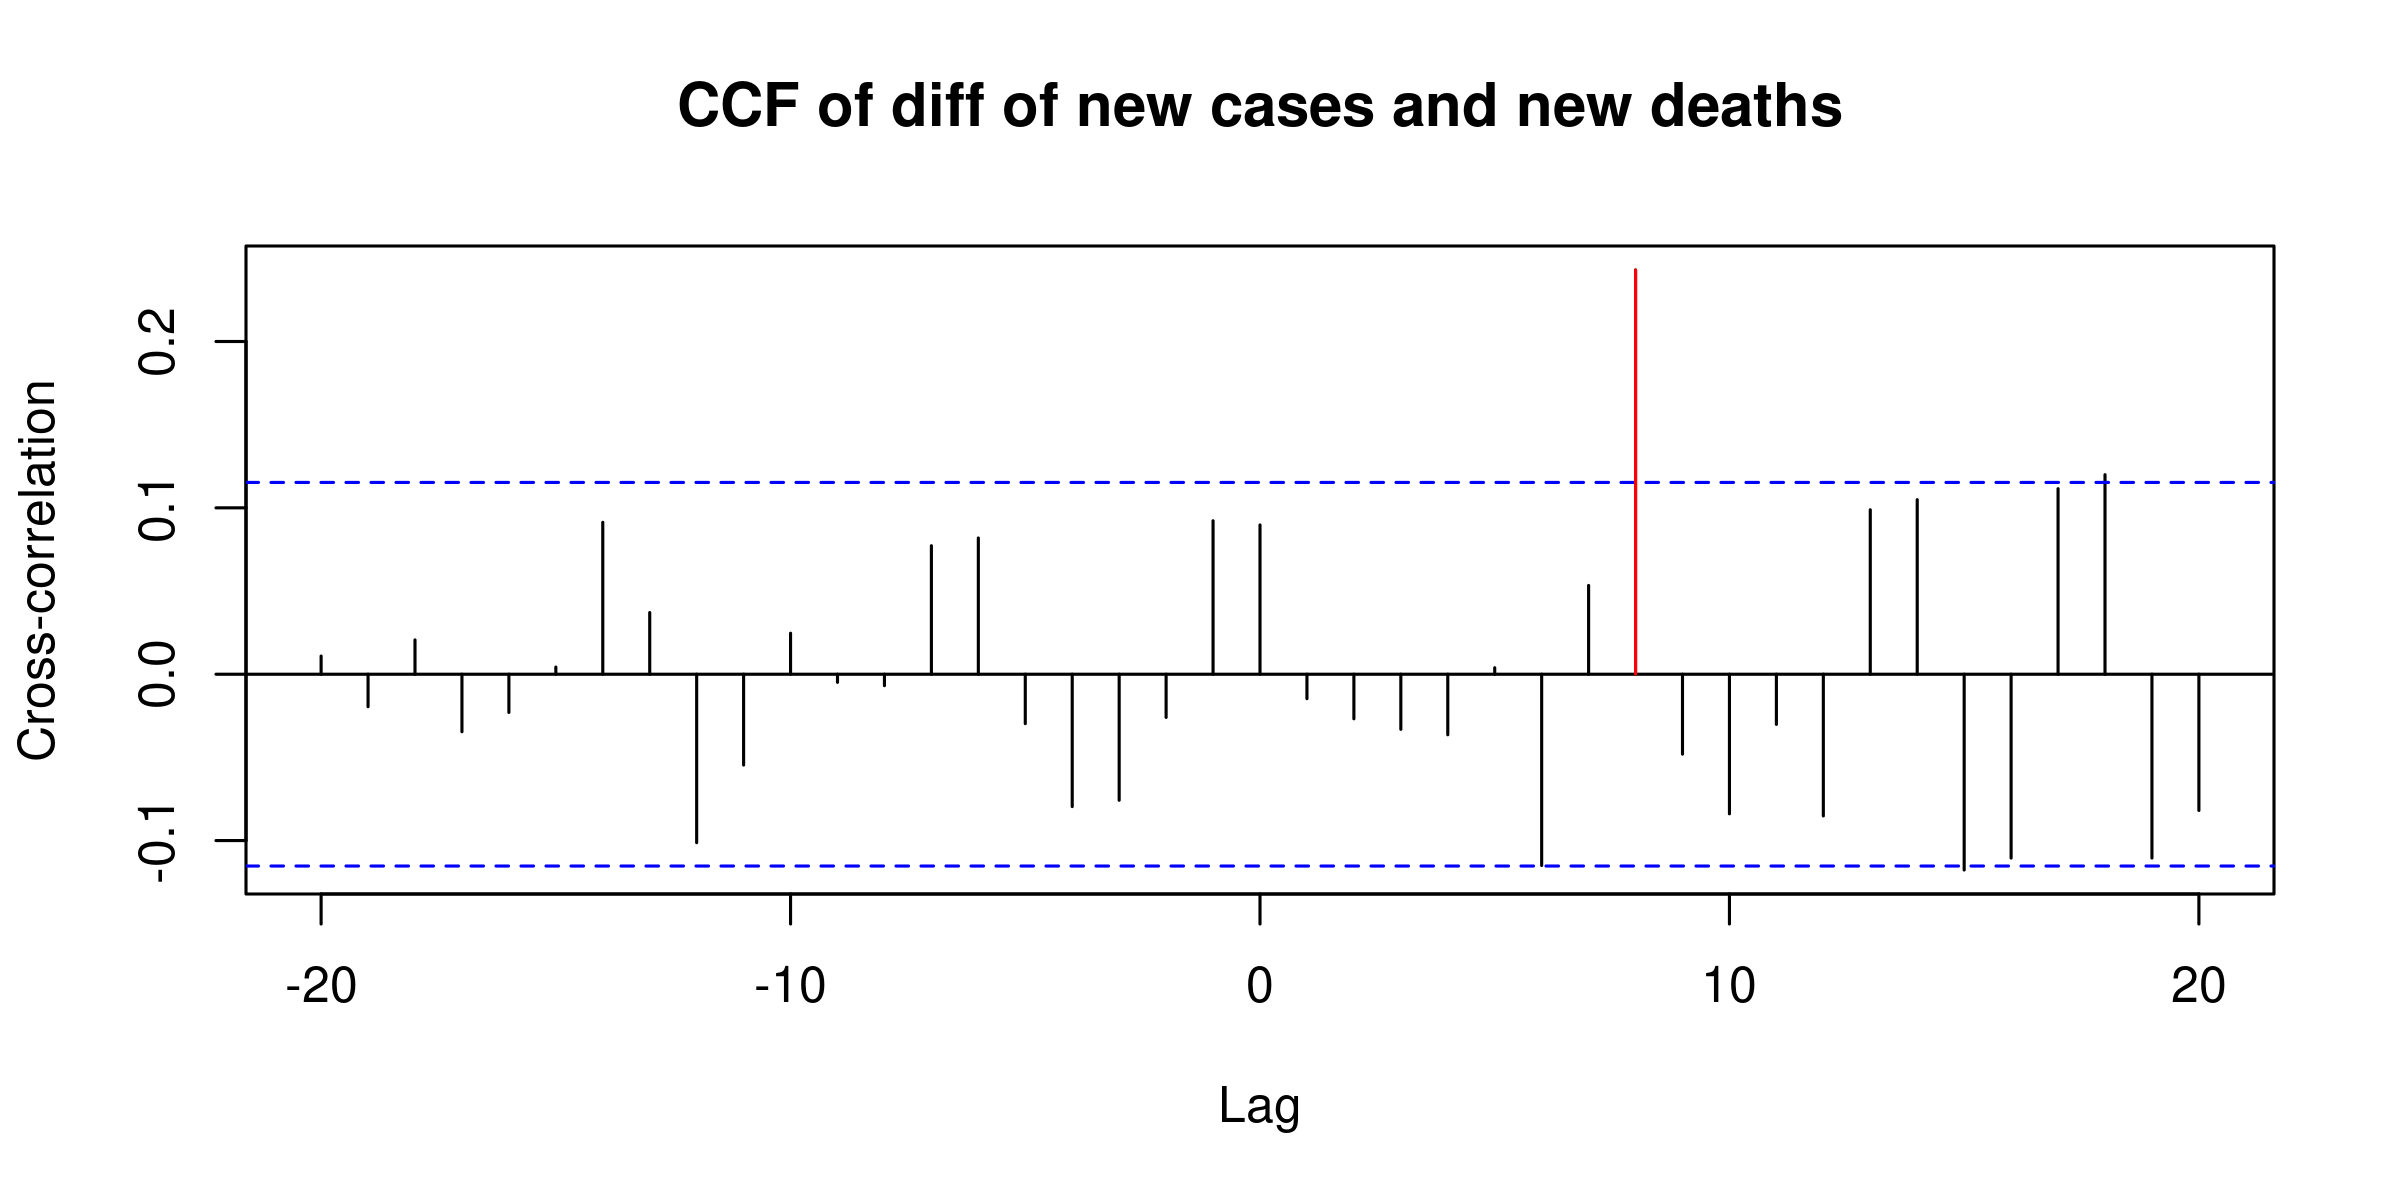 CCF of diff of new cases and new deaths
Cross-correlation
0.2
0.1
0.0
-0.1
-20 -10 0 10 20
Lag